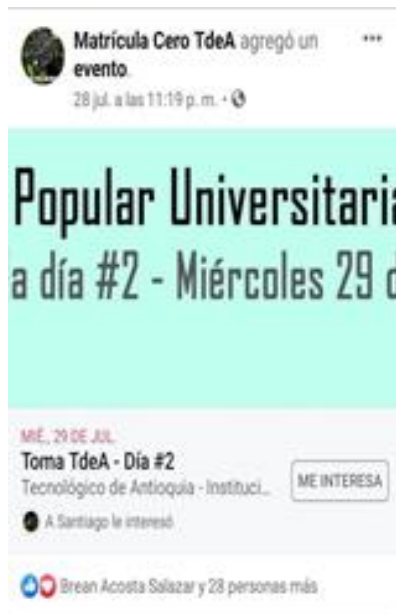 Matrícula Cero TdeA agregó un
evento.
28 jul. a las 11:19 p. m. •
Popular Universitaria
a día #2 - Miércoles 29 d
MIÉ., 29 DE JUL.
Toma TdeA - Día #2
Tecnológico de Antioquia - Instituci...
ME INTERESA
A Santiago le interesó
Brean Acosta Salazar y 28 personas más